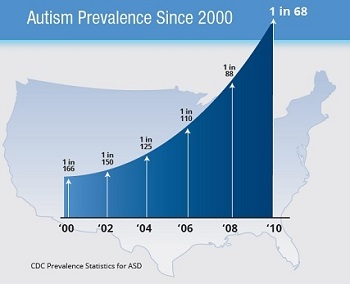 Autism Prevalence Since 2000
1 in 68
1 in
88
1 in
110
1 in
125
1 in
150
1 in
166
'00 '02 '04 '06 '08 '10
CDC Prevalence Statistics for ASD